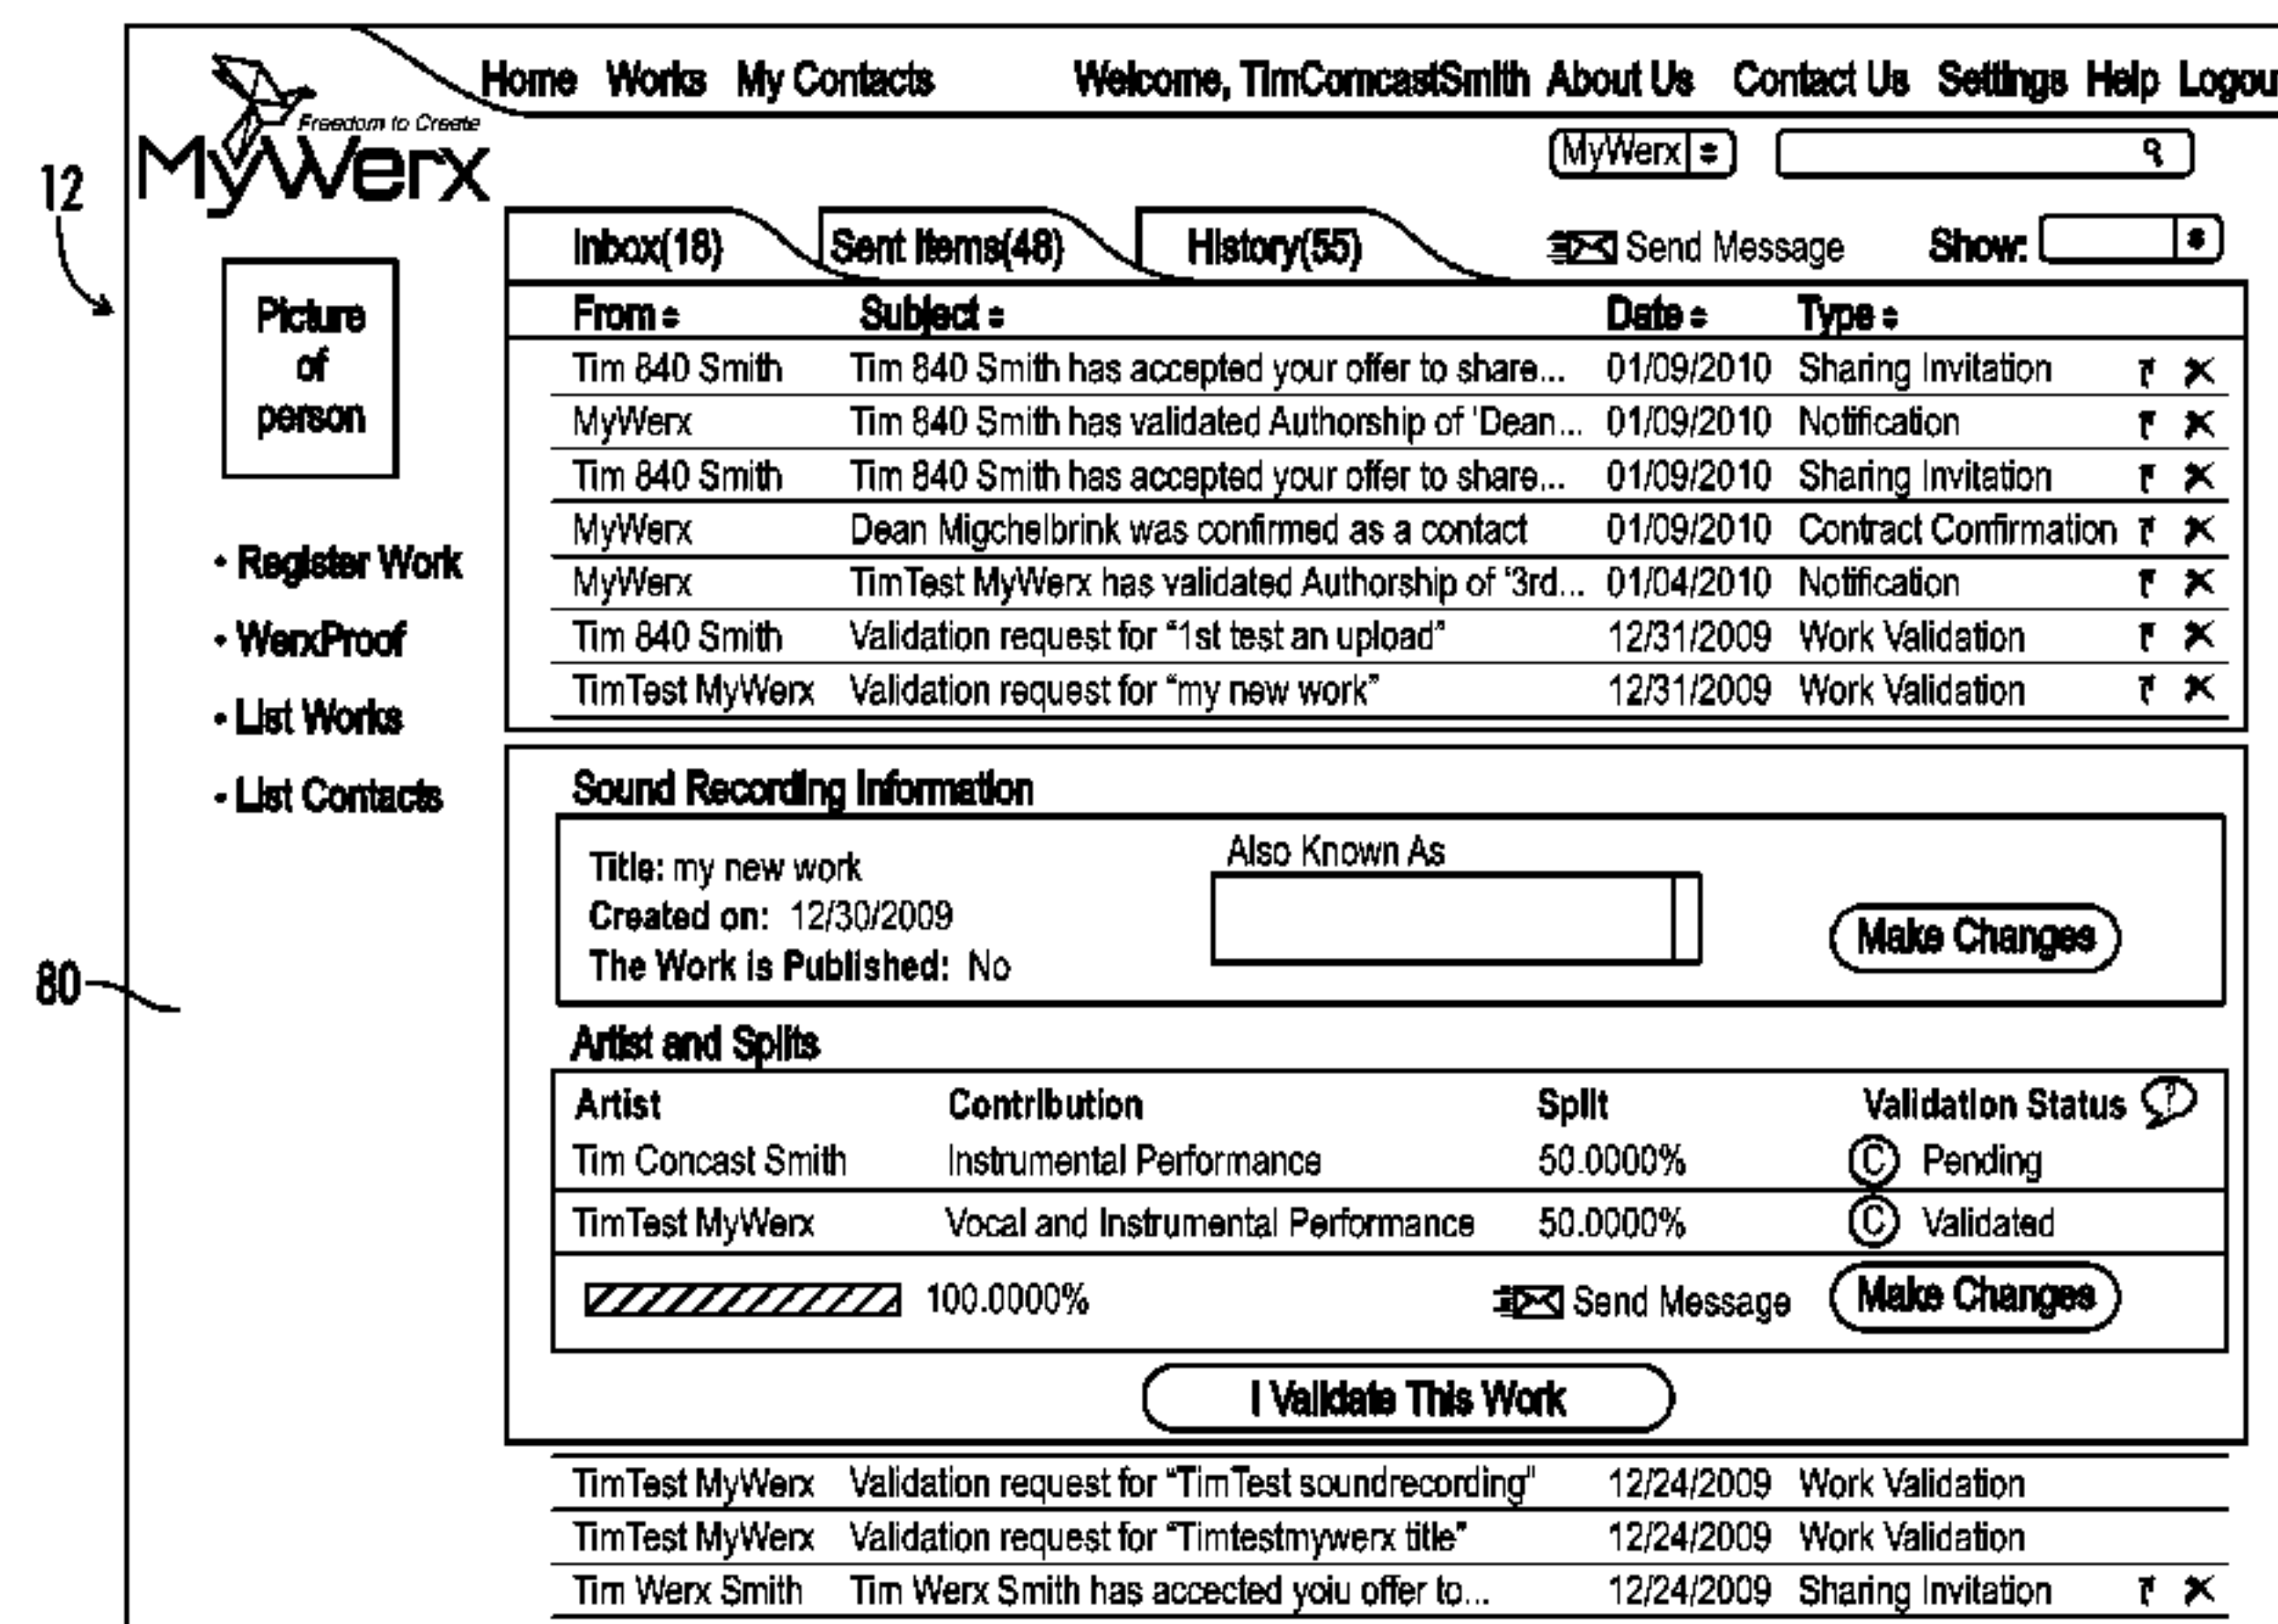 Home Works My Contacts Welcome, TimComcastSmith About Us Contact Us Settings Help Logou
Freedom to Create
MyWerx
MyWerx
12
Inbox(18) Sent Items(48) History(55) Send Message Show:
Picture
of
person
From Subject Date Type
Tim 840 Smith Tim 840 Smith has accepted your offer to share... 01/09/2010 Sharing Invitation
MyWerx Tim 840 Smith has validated Authorship of 'Dean... 01/09/2010 Notification
Tim 840 Smith Tim 840 Smith has accepted your offer to share... 01/09/2010 Sharing Invitation
MyWerx Dean Migchelbrink was confirmed as a contact 01/09/2010 Contract Comfirmation
MyWerx TimTest MyWerx has validated Authorship of '3rd... 01/04/2010 Notification
Tim 840 Smith Validation request for "1st test an upload" 12/31/2009 Work Validation
TimTest MyWerx Validation request for "my new work" 12/31/2009 Work Validation
• Register Work
• WerxProof
• List Works
- List Contacts
Sound Recording Information
Title: my new work
Created on: 12/30/2009
The Work is Published: No
Also Known As
Make Changes
80
Artist and Splits
Artist Contribution Split Validation Status ?
Tim Concast Smith Instrumental Performance 50.0000% © Pending
TimTest MyWerx Vocal and Instrumental Performance 50.0000% © Validated
100.0000% Send Message Make Changes
I Validate This Work
TimTest MyWerx Validation request for "TimTest soundrecording" 12/24/2009 Work Validation
TimTest MyWerx Validation request for "Timtestmywerx title" 12/24/2009 Work Validation
Tim Werx Smith Tim Werx Smith has accected yoiu offer to... 12/24/2009 Sharing Invitation